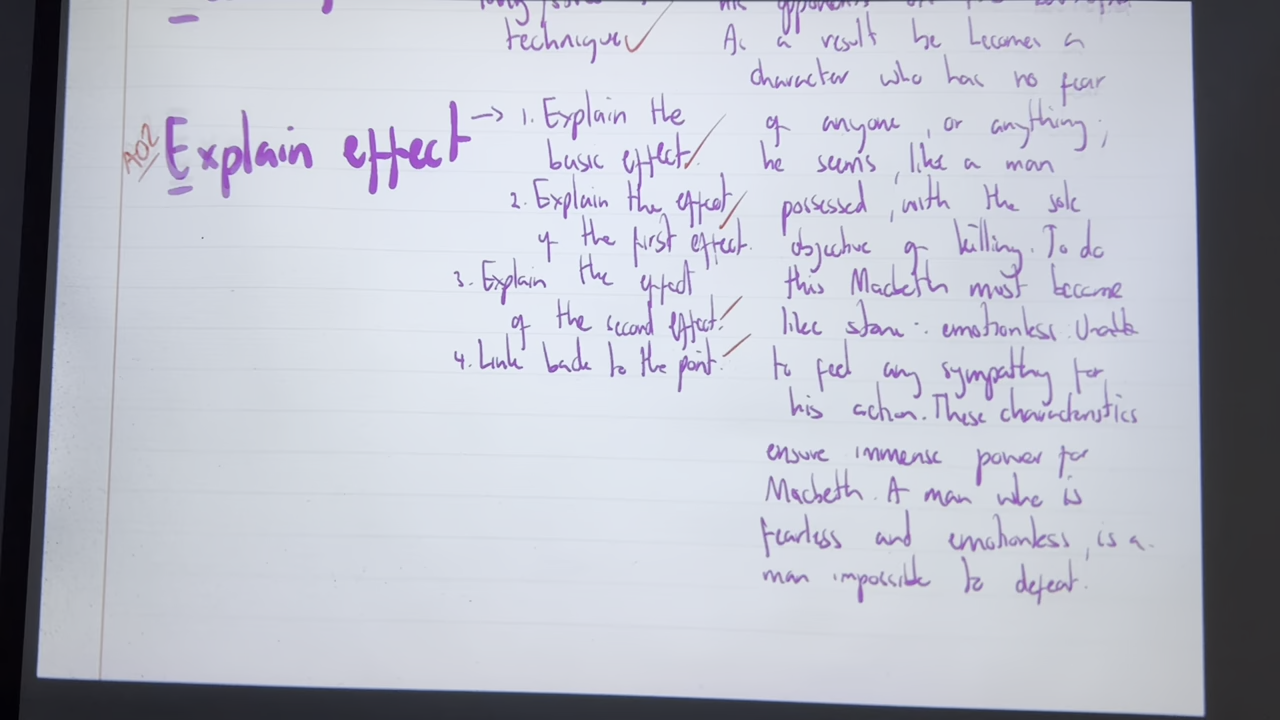 technique ✓
As a result he becomes a
character who has no fear
AO2
Explain effect → 1. Explain the
basic effect. ✓
2. Explain the effect ✓
of the first effect.
3. Explain the effect
of the second effect. ✓
4. Link back to the point. ✓
of anyone, or anything;
he seems, like a man
possessed, with the sole
objective of killing. To do
this Macbeth must become
like stone: emotionless. Unable
to feel any sympathy for
his action. These characteristics
ensure immense power for
Macbeth. A man who is
fearless and emotionless, is a
man impossible to defeat.